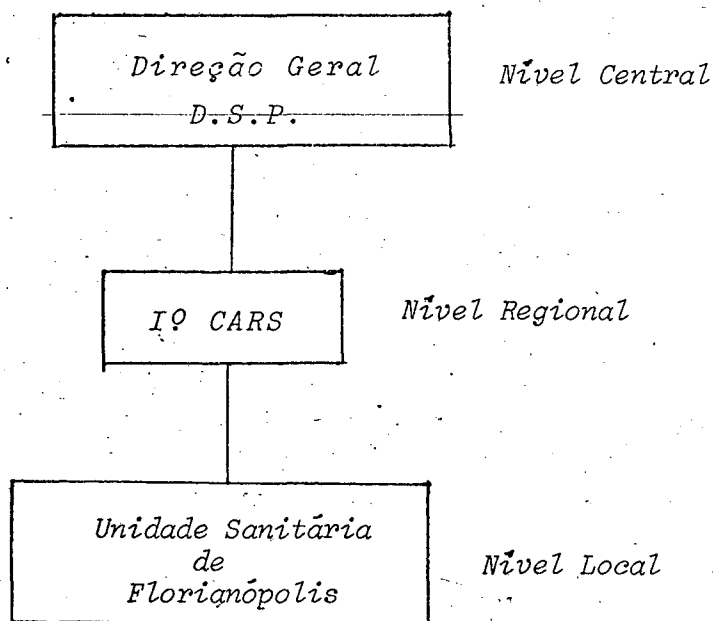 Direção Geral
D.S.P.
Nível Central
Iº CARS
Nível Regional
Unidade Sanitária
de
Florianópolis
Nível Local